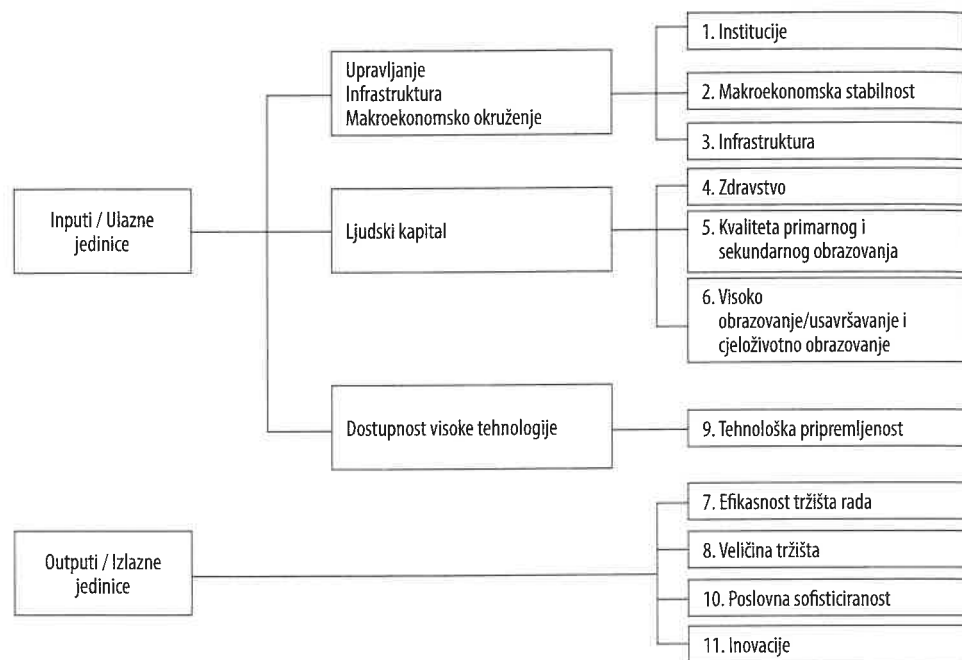 Inputi / Ulazne
jedinice
Upravljanje
Infrastruktura
Makroekonomsko okruženje
1. Institucije
2. Makroekonomska stabilnost
3. Infrastruktura
Ljudski kapital
4. Zdravstvo
5. Kvaliteta primarnog i
sekundarnog obrazovanja
6. Visoko
obrazovanje/usavršavanje i
cjeloživotno obrazovanje
Dostupnost visoke tehnologije
9. Tehnološka pripremljenost
Outputi / Izlazne
jedinice
7. Efikasnost tržišta rada
8. Veličina tržišta
10. Poslovna sofisticiranost
11. Inovacije